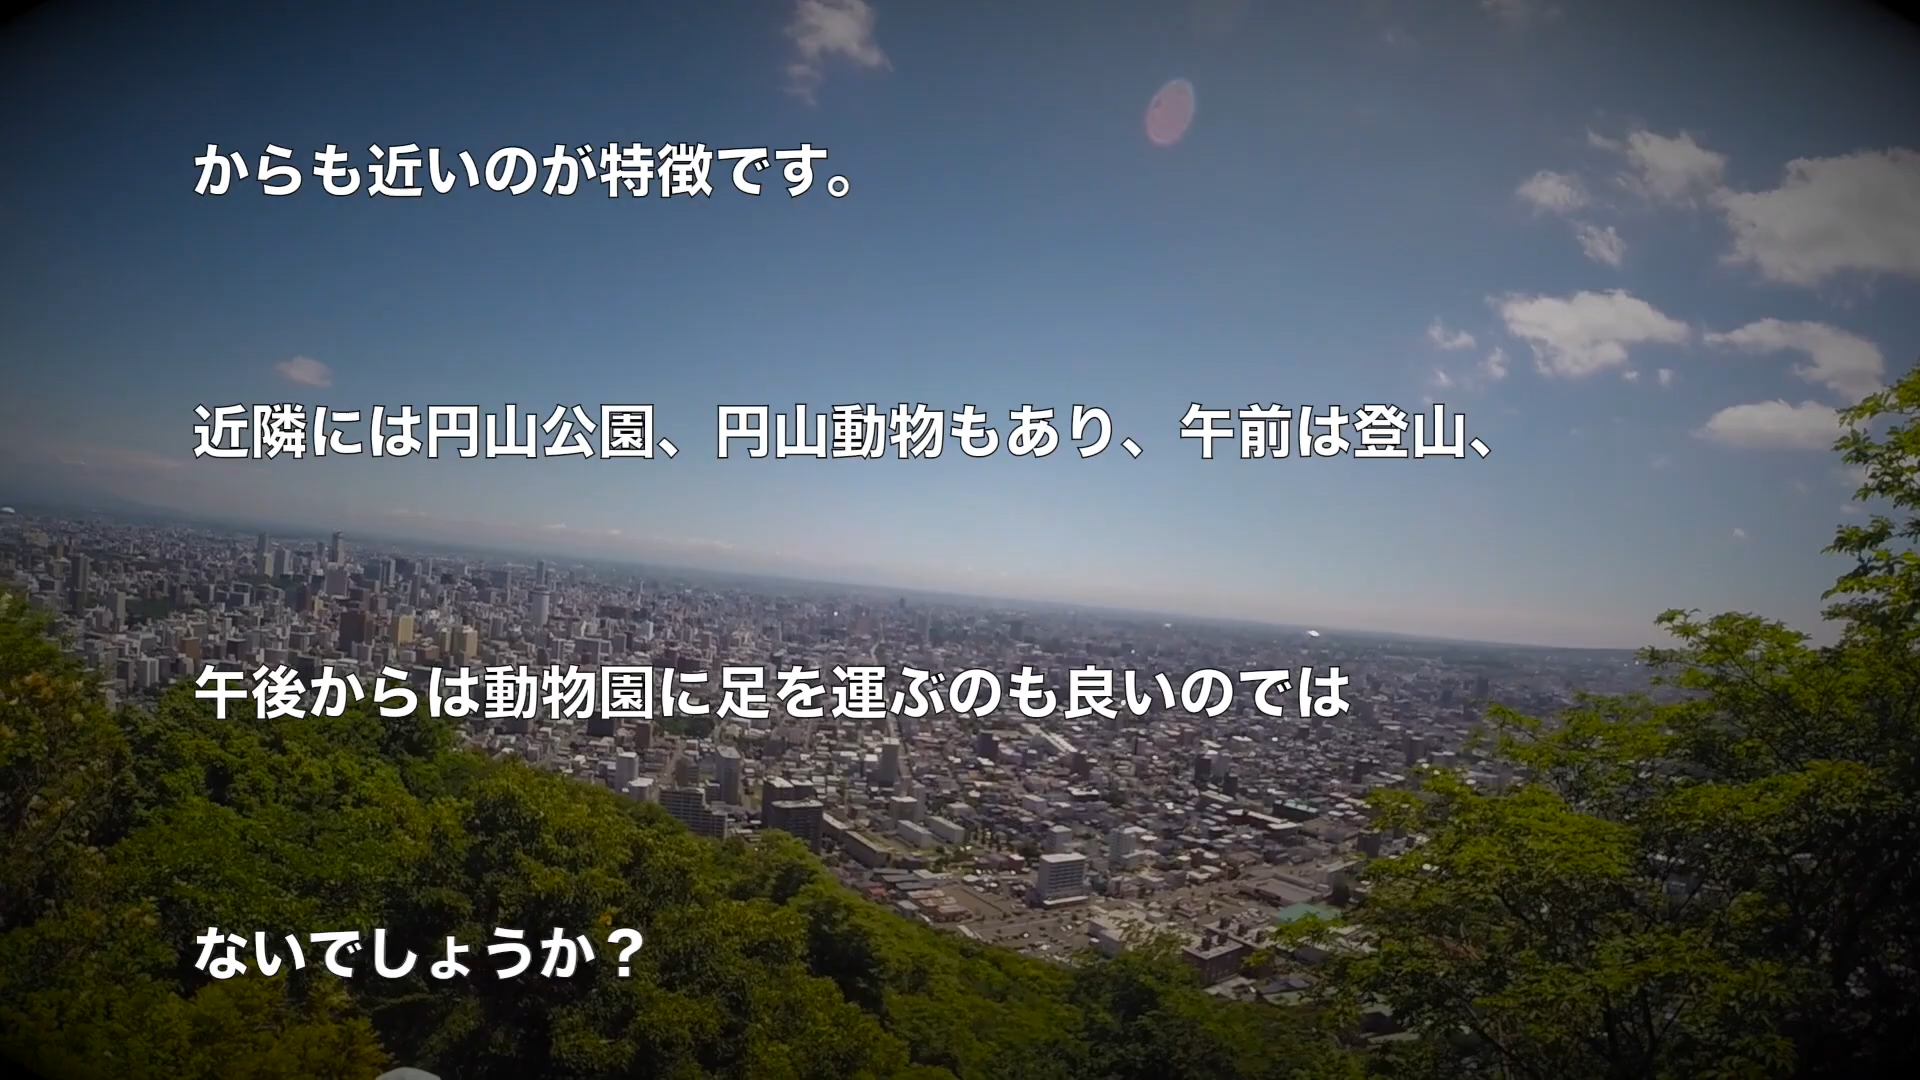 からも近いのが特徴です。
近隣には円山公園、円山動物もあり、午前は登山、
午後からは動物園に足を運ぶのも良いのでは
ないでしょうか？